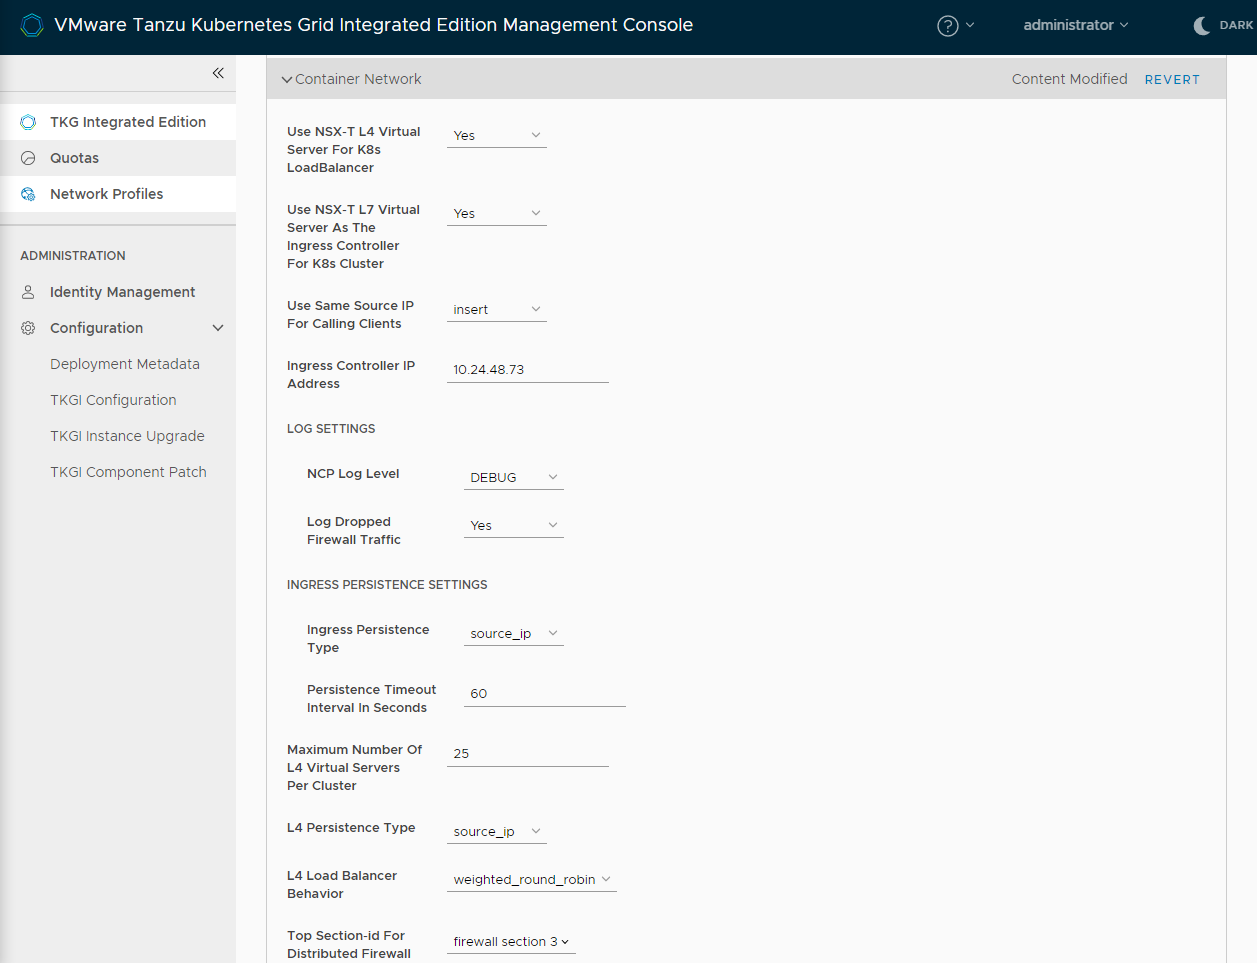 VMware Tanzu Kubernetes Grid Integrated Edition Management Console
administrator
DARK
TKG Integrated Edition
Quotas
Network Profiles
ADMINISTRATION
Identity Management
Configuration
Deployment Metadata
TKGI Configuration
TKGI Instance Upgrade
TKGI Component Patch
Container Network
Content Modified REVERT
Use NSX-T L4 Virtual
Server For K8s
LoadBalancer
Yes
Use NSX-T L7 Virtual
Server As The
Ingress Controller
For K8s Cluster
Yes
Use Same Source IP
For Calling Clients
insert
Ingress Controller IP
Address
10.24.48.73
LOG SETTINGS
NCP Log Level
DEBUG
Log Dropped
Firewall Traffic
Yes
INGRESS PERSISTENCE SETTINGS
Ingress Persistence
Type
source_ip
Persistence Timeout
Interval In Seconds
60
Maximum Number Of
L4 Virtual Servers
Per Cluster
25
L4 Persistence Type
source_ip
L4 Load Balancer
Behavior
weighted_round_robin
Top Section-id For
Distributed Firewall
firewall section 3